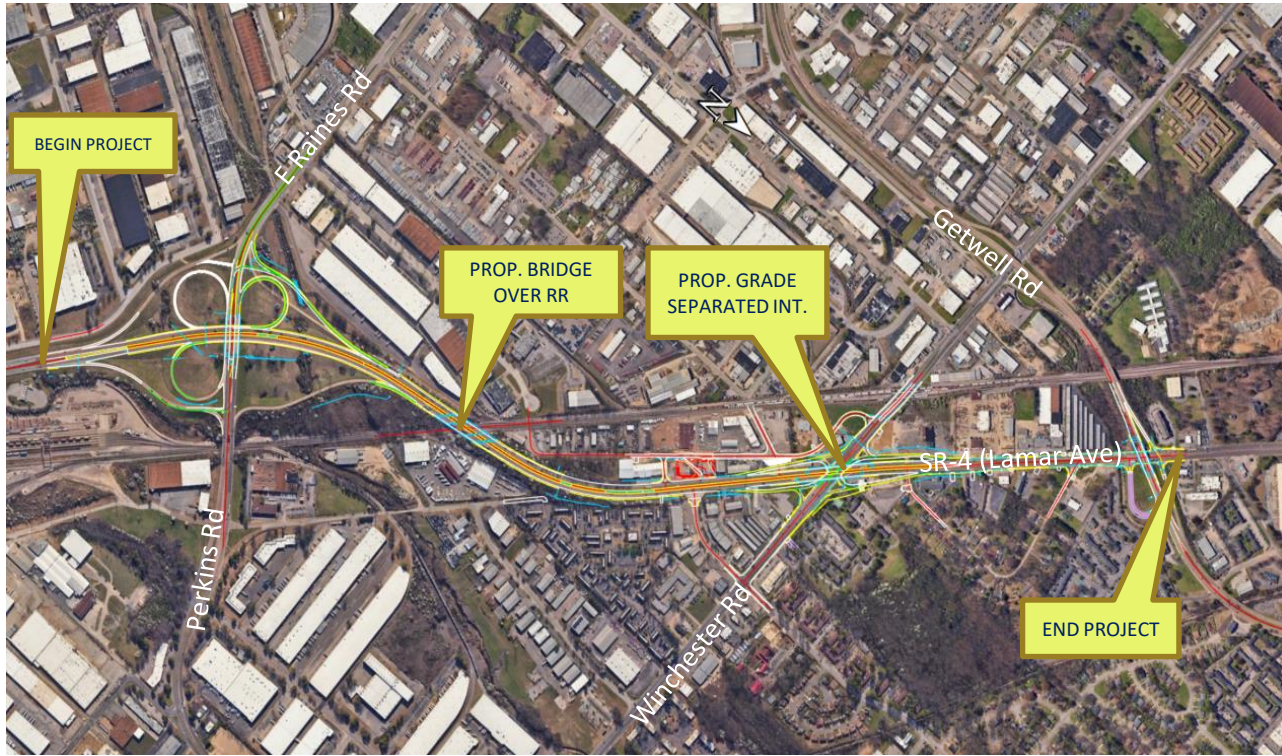 BEGIN PROJECT
E Raines Rd
PROP. BRIDGE
OVER RR
PROP. GRADE
SEPARATED INT.
N
Getwell Rd
SR-4 (Lamar Ave)
Perkins Rd
Winchester Rd
END PROJECT